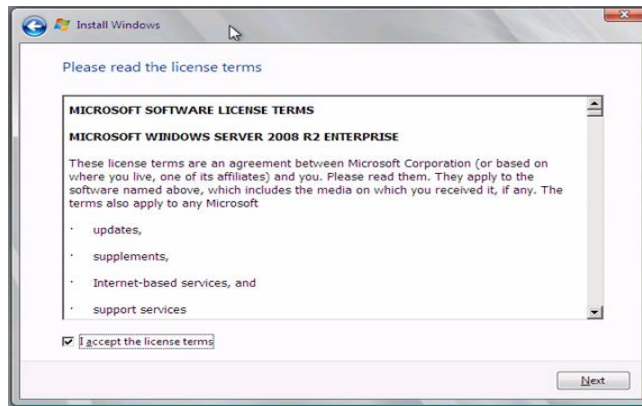 Install Windows
Please read the license terms
MICROSOFT SOFTWARE LICENSE TERMS
MICROSOFT WINDOWS SERVER 2008 R2 ENTERPRISE
These license terms are an agreement between Microsoft Corporation (or based on
where you live, one of its affiliates) and you. Please read them. They apply to the
software named above, which includes the media on which you received it, if any. The
terms also apply to any Microsoft
· updates,
· supplements,
· Internet-based services, and
· support services
I accept the license terms
Next